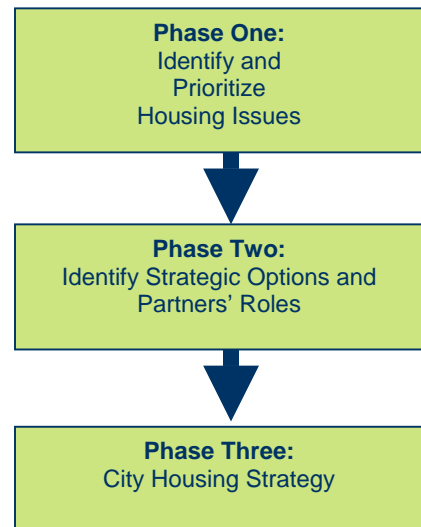 Phase One:
Identify and
Prioritize
Housing Issues
Phase Two:
Identify Strategic Options and
Partners' Roles
Phase Three:
City Housing Strategy